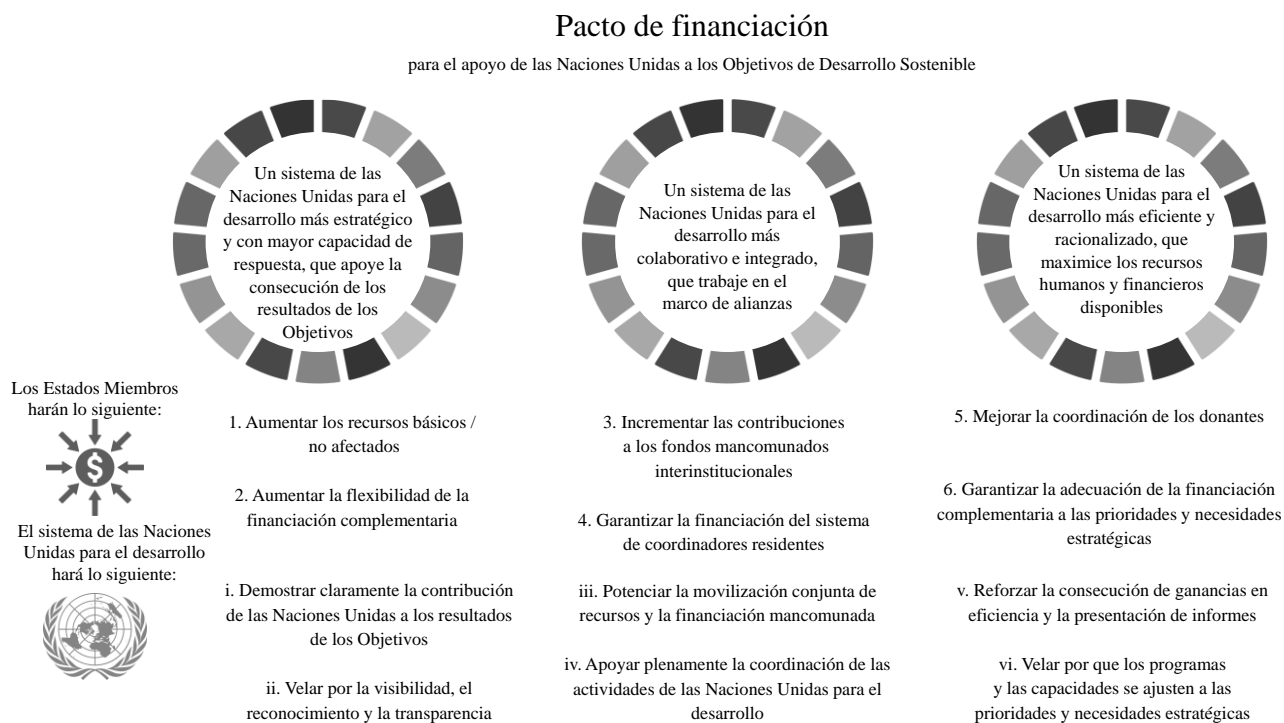 Pacto de financiación
para el apoyo de las Naciones Unidas a los Objetivos de Desarrollo Sostenible
Un sistema de las
Naciones Unidas para el
desarrollo más estratégico
y con mayor capacidad de
respuesta, que apoye la
consecución de los
resultados de los
Objetivos
Un sistema de las
Naciones Unidas para el
desarrollo más
colaborativo e integrado,
que trabaje en el
marco de alianzas
Un sistema de las
Naciones Unidas para el
desarrollo más eficiente y
racionalizado, que
maximice los recursos
humanos y financieros
disponibles
Los Estados Miembros
harán lo siguiente:
$
1. Aumentar los recursos básicos /
no afectados
2. Aumentar la flexibilidad de la
financiación complementaria
3. Incrementar las contribuciones
a los fondos mancomunados
interinstitucionales
4. Garantizar la financiación del sistema
de coordinadores residentes
5. Mejorar la coordinación de los donantes
6. Garantizar la adecuación de la financiación
complementaria a las prioridades y necesidades
estratégicas
El sistema de las Naciones
Unidas para el desarrollo
hará lo siguiente:
i. Demostrar claramente la contribución
de las Naciones Unidas a los resultados
de los Objetivos
ii. Velar por la visibilidad, el
reconocimiento y la transparencia
iii. Potenciar la movilización conjunta de
recursos y la financiación mancomunada
iv. Apoyar plenamente la coordinación de las
actividades de las Naciones Unidas para el
desarrollo
v. Reforzar la consecución de ganancias en
eficiencia y la presentación de informes
vi. Velar por que los programas
y las capacidades se ajusten a las
prioridades y necesidades estratégicas